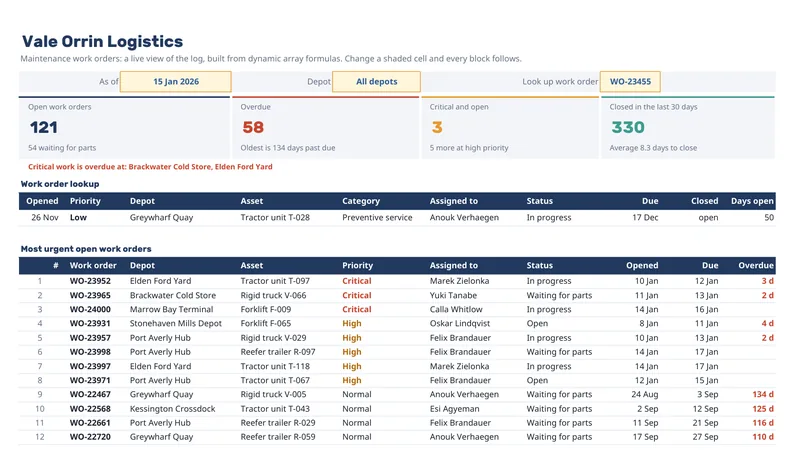 Vale Orrin Logistics
Maintenance work orders: a live view of the log, built from dynamic array formulas. Change a shaded cell and every block follows.
As of 15 Jan 2026 Depot All depots Look up work order WO-23455
Open work orders Overdue Critical and open Closed in the last 30 days
121 58 3 330
54 waiting for parts Oldest is 134 days past due 5 more at high priority Average 8.3 days to close
Critical work is overdue at: Brackwater Cold Store, Elden Ford Yard
Work order lookup
Opened Priority Depot Asset Category Assigned to Status Due Closed Days open
26 Nov Low Greywharf Quay Tractor unit T-028 Preventive service Anouk Verhaegen In progress 17 Dec open 50
Most urgent open work orders
# Work order Depot Asset Priority Assigned to Status Opened Due Overdue
1 WO-23952 Elden Ford Yard Tractor unit T-097 Critical Marek Zielonka In progress 10 Jan 12 Jan 3 d
2 WO-23965 Brackwater Cold Store Rigid truck V-066 Critical Yuki Tanabe Waiting for parts 11 Jan 13 Jan 2 d
3 WO-24000 Marrow Bay Terminal Forklift F-009 Critical Calla Whitlow In progress 14 Jan 16 Jan
4 WO-23931 Stonehaven Mills Depot Forklift F-065 High Oskar Lindqvist Open 8 Jan 11 Jan 4 d
5 WO-23957 Port Averly Hub Rigid truck V-029 High Felix Brandauer In progress 10 Jan 13 Jan 2 d
6 WO-23998 Port Averly Hub Reefer trailer R-097 High Felix Brandauer Waiting for parts 14 Jan 17 Jan
7 WO-23997 Elden Ford Yard Tractor unit T-118 High Marek Zielonka In progress 14 Jan 17 Jan
8 WO-23971 Port Averly Hub Tractor unit T-067 High Felix Brandauer Open 12 Jan 15 Jan
9 WO-22467 Greywharf Quay Rigid truck V-005 Normal Anouk Verhaegen Waiting for parts 24 Aug 3 Sep 134 d
10 WO-22568 Kessington Crossdock Tractor unit T-043 Normal Esi Agyeman Waiting for parts 2 Sep 12 Sep 125 d
11 WO-22661 Port Averly Hub Reefer trailer R-029 Normal Felix Brandauer Waiting for parts 11 Sep 21 Sep 116 d
12 WO-22720 Greywharf Quay Reefer trailer R-059 Normal Anouk Verhaegen Waiting for parts 17 Sep 27 Sep 110 d